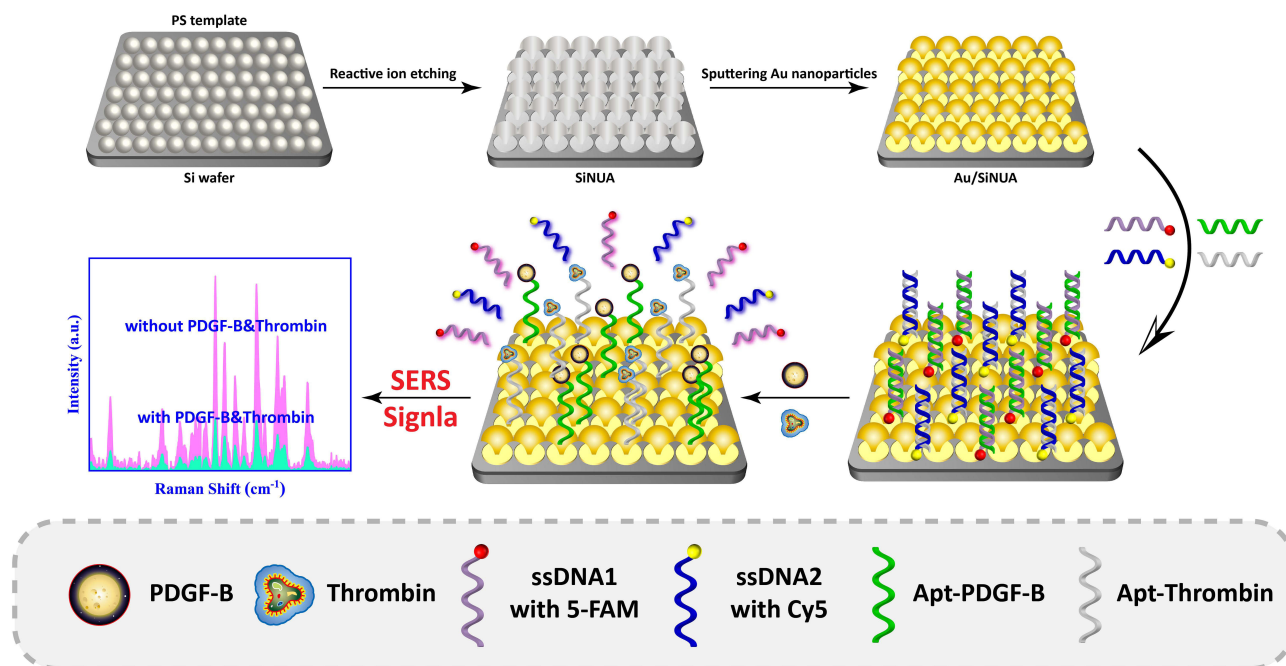 PS template
Reactive ion etching
Sputtering Au nanoparticles
Si wafer
SiNUA
Au/SiNUA
without PDGF-B&Thrombin
with PDGF-B&Thrombin
Intensity (a.u.)
Raman Shift (cm-1)
SERS
Signla
PDGF-B
Thrombin
ssDNA1
with 5-FAM
ssDNA2
with Cy5
Apt-PDGF-B
Apt-Thrombin